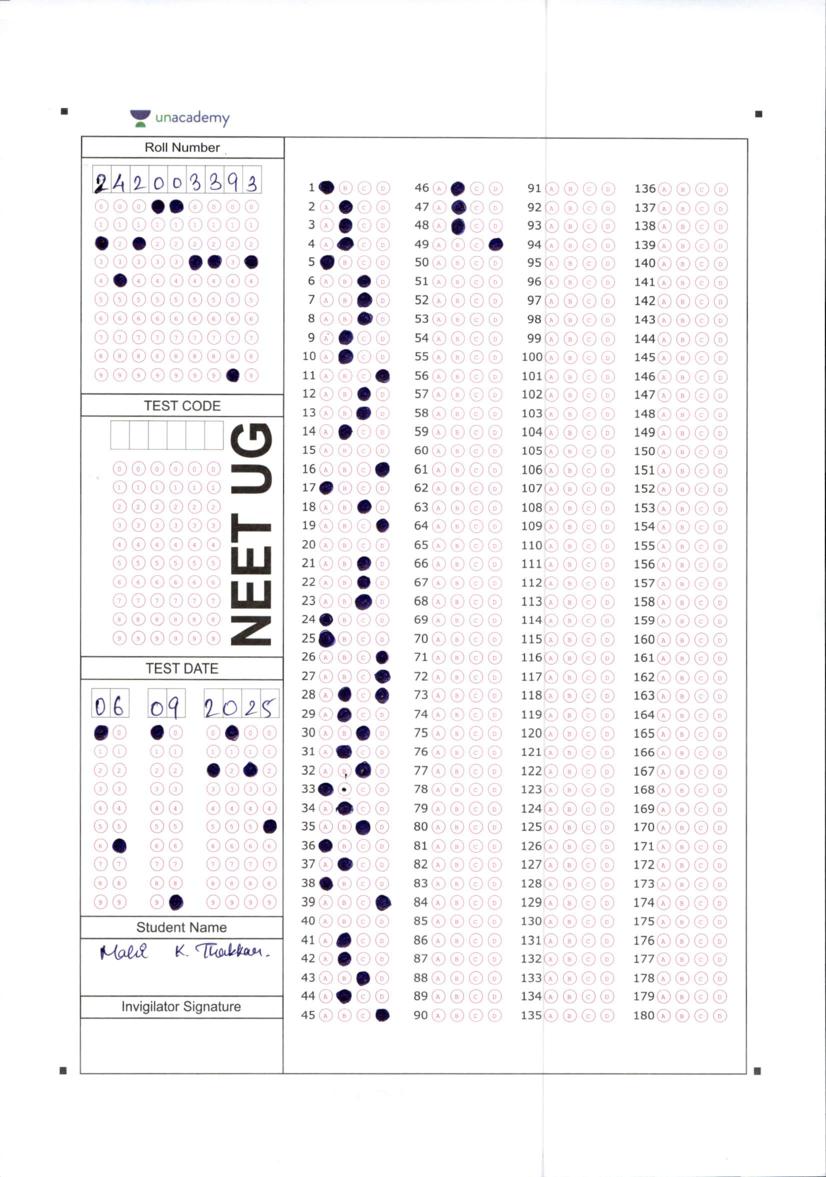 unacademy
Roll Number
242003393
TEST CODE
NEET UG
TEST DATE
06 09 2025
Student Name
K. Thakkar.
Invigilator Signature
1 B C D 46 A C D 91 A B C D 136 A B C D
2 A C D 47 A C D 92 A B C D 137 A B C D
3 A C D 48 A C D 93 A B C D 138 A B C D
4 A C D 49 A B C 94 A B C D 139 A B C D
5 B C D 50 A B C D 95 A B C D 140 A B C D
6 A B D 51 A B C D 96 A B C D 141 A B C D
7 A B D 52 A B C D 97 A B C D 142 A B C D
8 A B D 53 A B C D 98 A B C D 143 A B C D
9 A C D 54 A B C D 99 A B C D 144 A B C D
10 A C D 55 A B C D 100 A B C D 145 A B C D
11 A B C 56 A B C D 101 A B C D 146 A B C D
12 A B D 57 A B C D 102 A B C D 147 A B C D
13 A B D 58 A B C D 103 A B C D 148 A B C D
14 A C D 59 A B C D 104 A B C D 149 A B C D
15 A B C D 60 A B C D 105 A B C D 150 A B C D
16 A B C 61 A B C D 106 A B C D 151 A B C D
17 B C D 62 A B C D 107 A B C D 152 A B C D
18 A B D 63 A B C D 108 A B C D 153 A B C D
19 A B C 64 A B C D 109 A B C D 154 A B C D
20 A B C D 65 A B C D 110 A B C D 155 A B C D
21 A B D 66 A B C D 111 A B C D 156 A B C D
22 A B D 67 A B C D 112 A B C D 157 A B C D
23 A B D 68 A B C D 113 A B C D 158 A B C D
24 B C D 69 A B C D 114 A B C D 159 A B C D
25 B C D 70 A B C D 115 A B C D 160 A B C D
26 A B C 71 A B C D 116 A B C D 161 A B C D
27 A B C 72 A B C D 117 A B C D 162 A B C D
28 A C 73 A B C D 118 A B C D 163 A B C D
29 A C D 74 A B C D 119 A B C D 164 A B C D
30 A B D 75 A B C D 120 A B C D 165 A B C D
31 A C D 76 A B C D 121 A B C D 166 A B C D
32 A B D 77 A B C D 122 A B C D 167 A B C D
33 C D 78 A B C D 123 A B C D 168 A B C D
34 A C D 79 A B C D 124 A B C D 169 A B C D
35 A B D 80 A B C D 125 A B C D 170 A B C D
36 B C D 81 A B C D 126 A B C D 171 A B C D
37 A C D 82 A B C D 127 A B C D 172 A B C D
38 B C D 83 A B C D 128 A B C D 173 A B C D
39 A B C 84 A B C D 129 A B C D 174 A B C D
40 A B C D 85 A B C D 130 A B C D 175 A B C D
41 A C D 86 A B C D 131 A B C D 176 A B C D
42 A C D 87 A B C D 132 A B C D 177 A B C D
43 A B D 88 A B C D 133 A B C D 178 A B C D
44 A C D 89 A B C D 134 A B C D 179 A B C D
45 A B C 90 A B C D 135 A B C D 180 A B C D